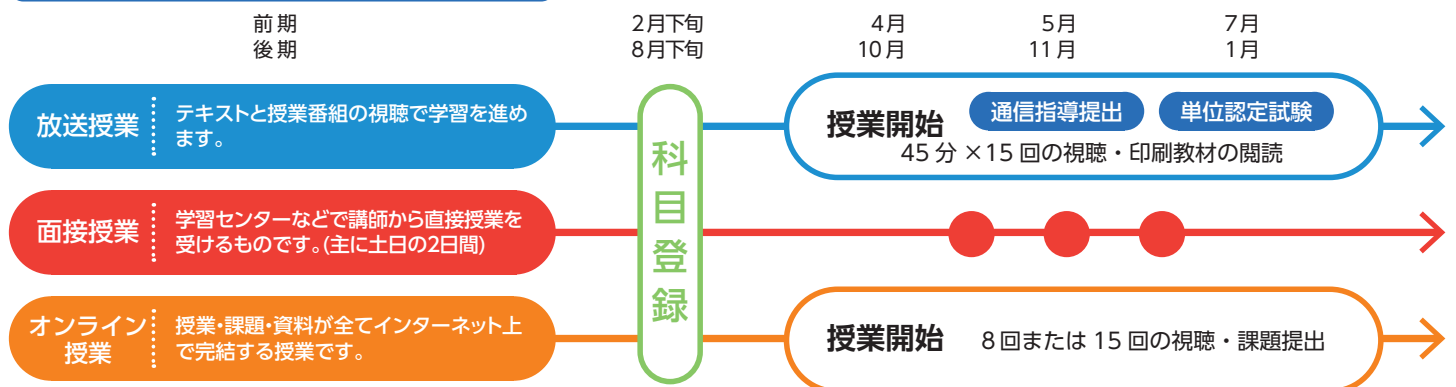 前期 2月下旬 4月 5月 7月
後期 8月下旬 10月 11月 1月
放送授業
テキストと授業番組の視聴で学習を進め
ます。
科目登録
授業開始
通信指導提出
単位認定試験
45分×15回の視聴・印刷教材の閲読
面接授業
学習センターなどで講師から直接授業を
受けるものです。(主に土日の2日間)
オンライン
授業
授業・課題・資料が全てインターネット上
で完結する授業です。
授業開始 8回または15回の視聴・課題提出